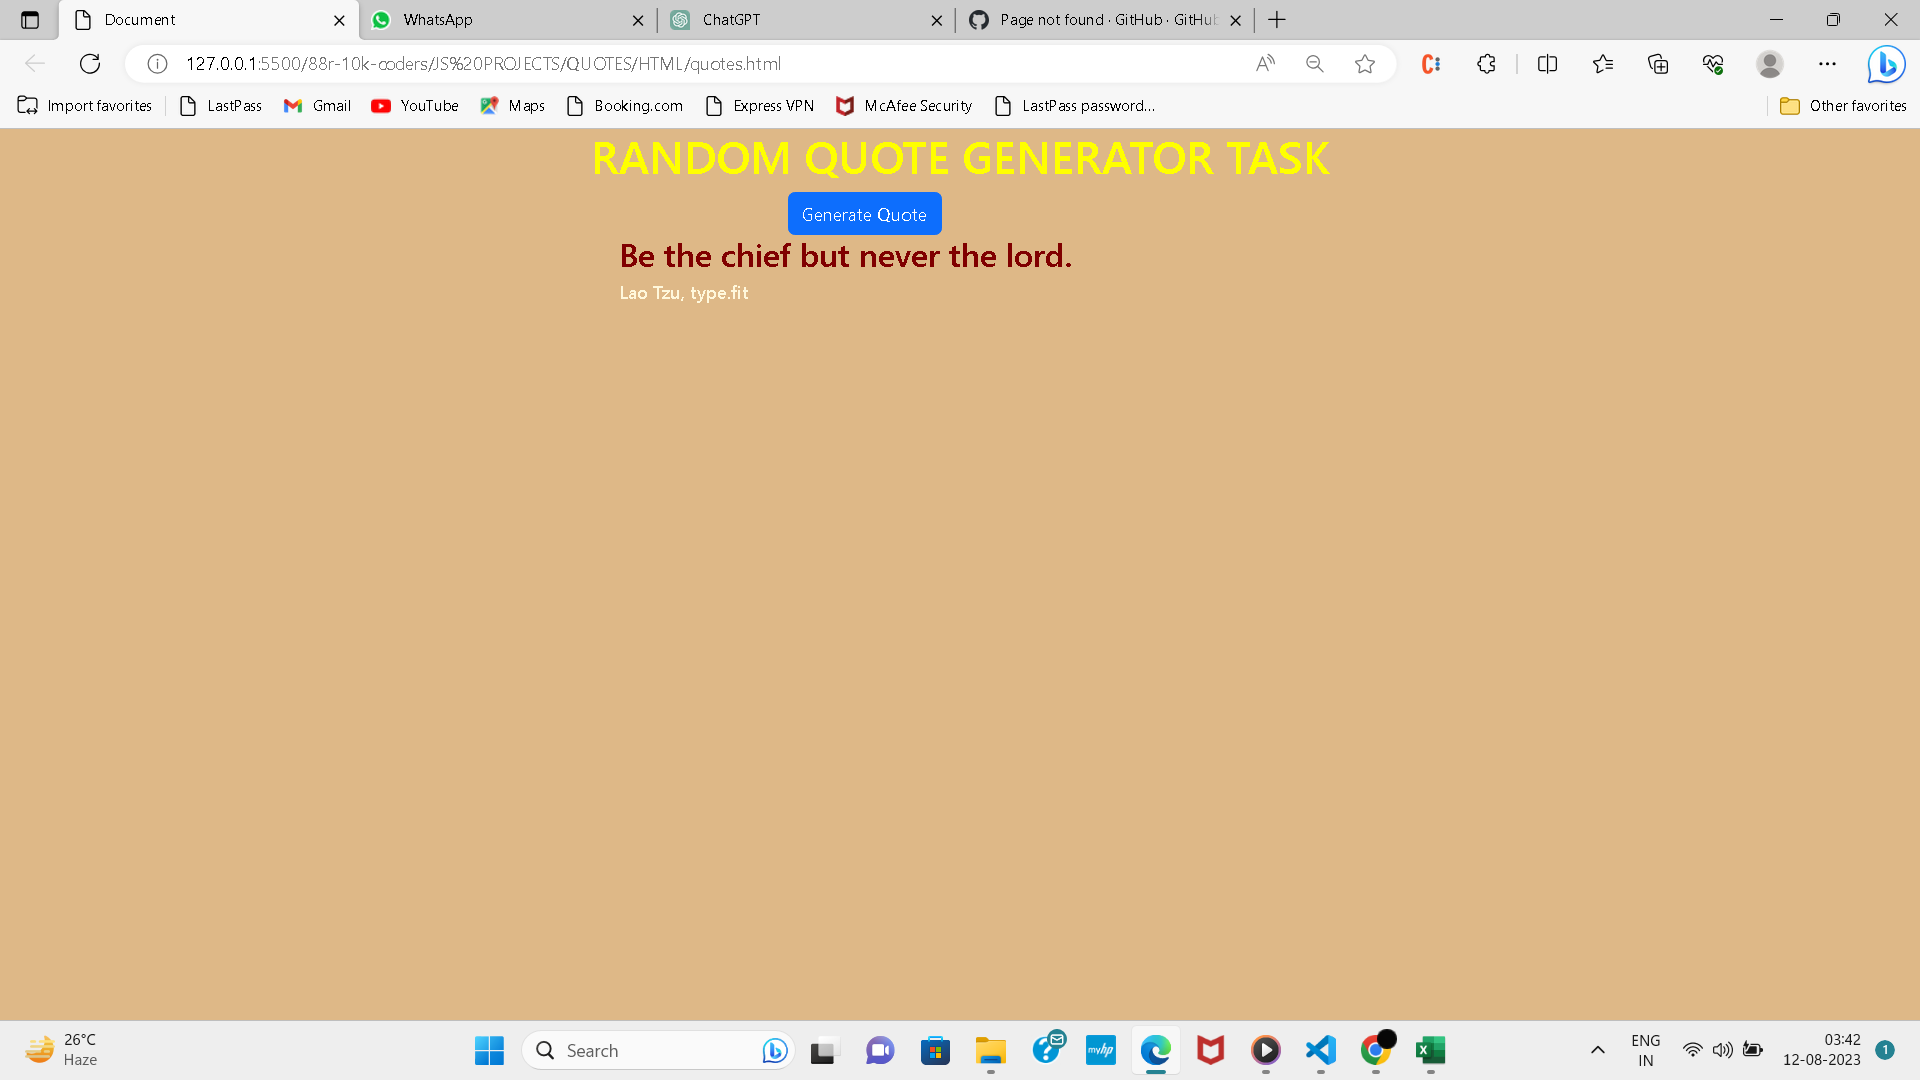 Document
WhatsApp
ChatGPT
Page not found · GitHub · GitHub
127.0.0.1:5500/88r-10k-coders/JS%20PROJECTS/QUOTES/HTML/quotes.html
Import favorites
LastPass
Gmail
YouTube
Maps
Booking.com
Express VPN
McAfee Security
LastPass password...
Other favorites
RANDOM QUOTE GENERATOR TASK
Generate Quote
Be the chief but never the lord.
Lao Tzu, type.fit
26°C
Haze
Search
myhp
ENG
IN
03:42
12-08-2023
1